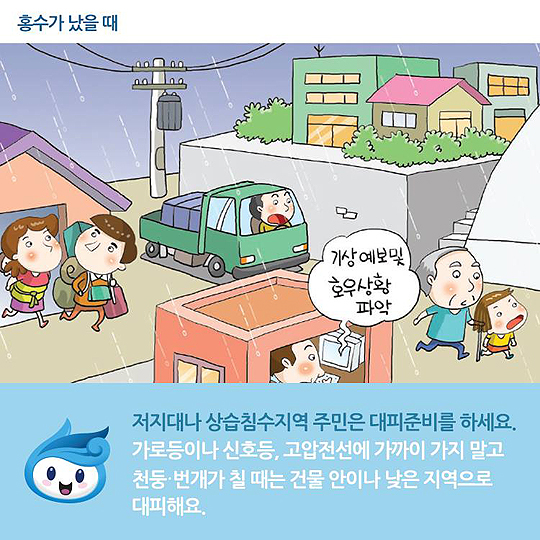 홍수가 났을 때
기상 예보 및
호우상황
파악
저지대나 상습침수지역 주민은 대피준비를 하세요.
가로등이나 신호등, 고압전선에 가까이 가지 말고
천둥·번개가 칠 때는 건물 안이나 낮은 지역으로
대피해요.